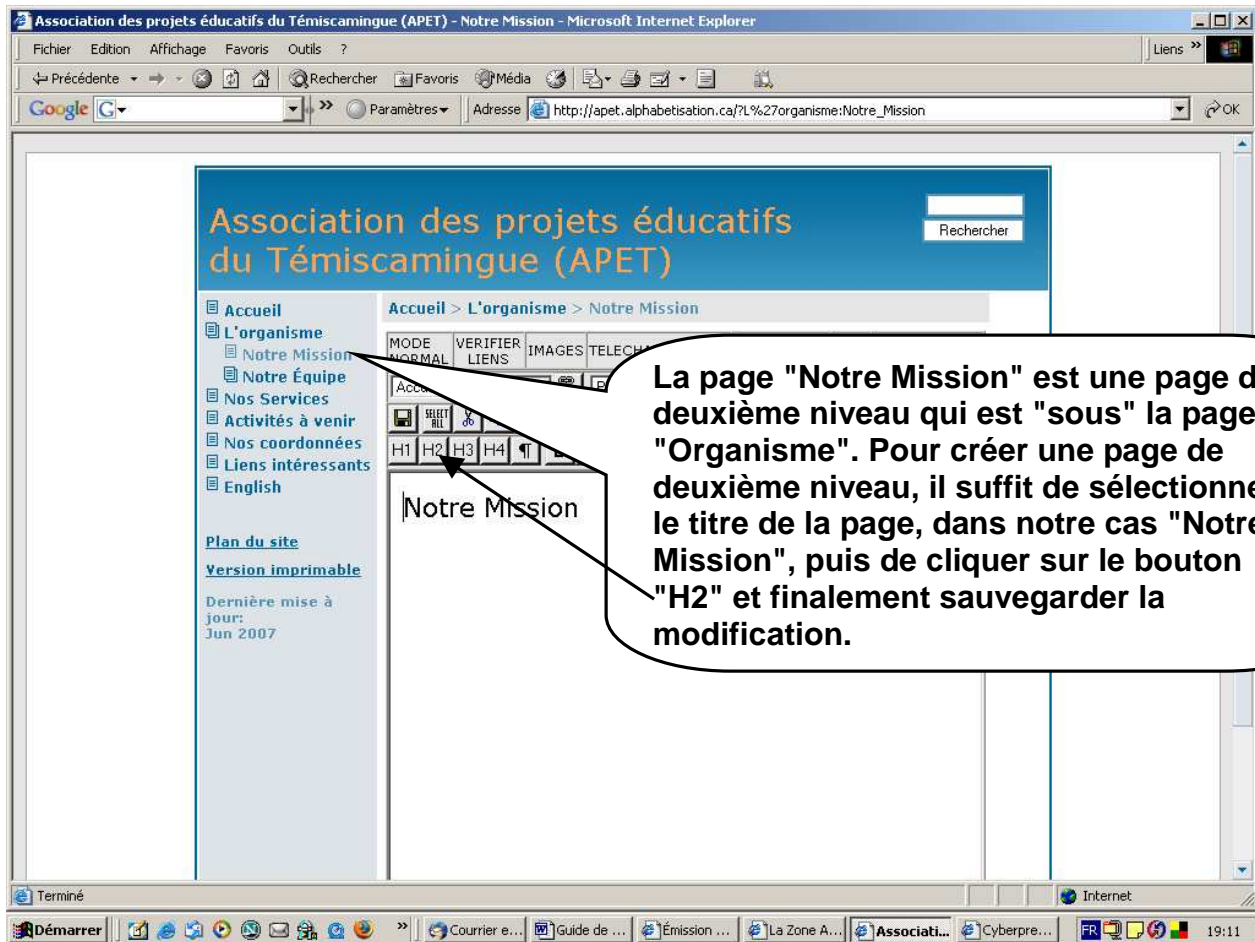 Association des projets éducatifs du Témiscamingue (APET) - Notre Mission - Microsoft Internet Explorer
Fichier Edition Affichage Favoris Outils ?
Liens »
Précédente
Rechercher Favoris Média
Google G
» Paramètres
Adresse http://apet.alphabetisation.ca/?L%27organisme:Notre_Mission
OK
Association des projets éducatifs
du Témiscamingue (APET)
Rechercher
Accueil
L'organisme
Notre Mission
Notre Équipe
Nos Services
Activités à venir
Nos coordonnées
Liens intéressants
English
Plan du site
Version imprimable
Dernière mise à
jour:
Jun 2007
Accueil > L'organisme > Notre Mission
MODE NORMAL
VERIFIER LIENS
IMAGES
SELECT ALL
H1 H2 H3 H4 ¶
Notre Mission
La page "Notre Mission" est une page d
deuxième niveau qui est "sous" la page
"Organisme". Pour créer une page de
deuxième niveau, il suffit de sélectionne
le titre de la page, dans notre cas "Notre
Mission", puis de cliquer sur le bouton
"H2" et finalement sauvegarder la
modification.
Terminé
Internet
Démarrer
»
Courrier e...
Guide de ...
Émission ...
La Zone A...
Associati...
Cyberpre...
FR
19:11